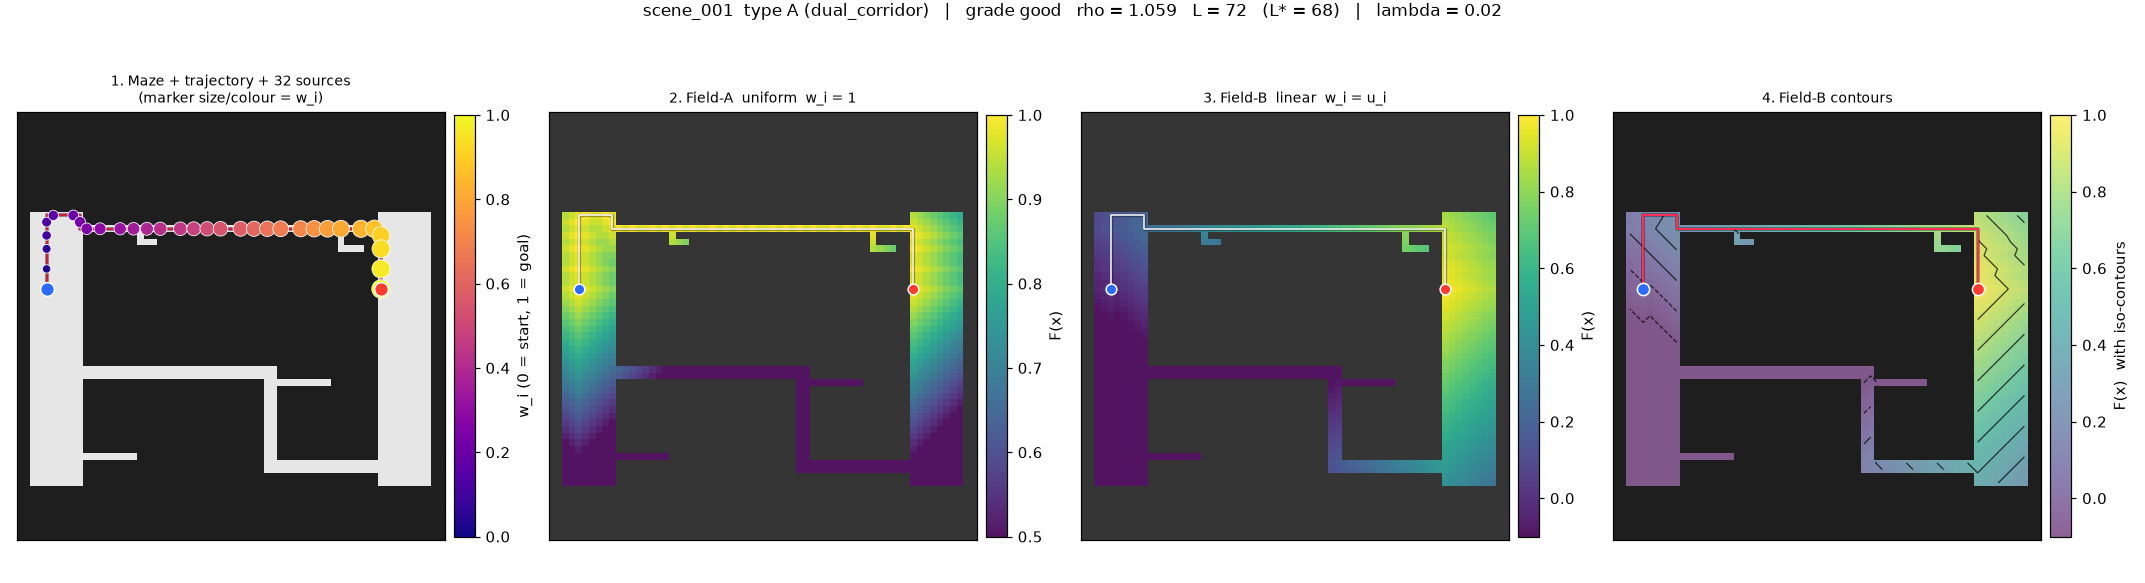 scene_001  type A (dual_corridor)   |   grade good   rho = 1.059   L = 72   (L* = 68)   |   lambda = 0.02
1. Maze + trajectory + 32 sources
(marker size/colour = w_i)
1.0
0.8
0.6
0.4
0.2
0.0
w_i (0 = start, 1 = goal)
2. Field-A  uniform  w_i = 1
1.0
0.9
0.8
0.7
0.6
0.5
F(x)
3. Field-B  linear  w_i = u_i
1.0
0.8
0.6
0.4
0.2
0.0
F(x)
4. Field-B contours
1.0
0.8
0.6
0.4
0.2
0.0
F(x)  with iso-contours